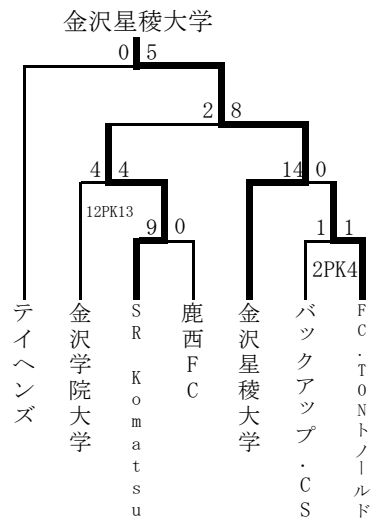 金沢星稜大学
0 5
2 8
4 4
14 0
12PK13
9 0
1 1
2PK4
テイヘンズ
金沢学院大学
SR Komatsu
鹿西FC
金沢星稜大学
バックアップ.CS
FC.TONトノールド